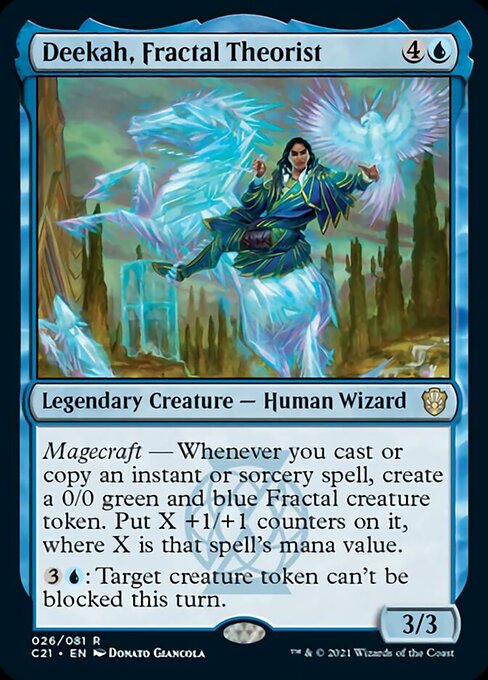 Deekah, Fractal Theorist 4
Legendary Creature — Human Wizard
Magecraft — Whenever you cast or
copy an instant or sorcery spell, create
a 0/0 green and blue Fractal creature
token. Put X +1/+1 counters on it,
where X is that spell's mana value.
3: Target creature token can't be
blocked this turn.
3/3
026/081 R
C21 • EN Donato Giancola
™ & © 2021 Wizards of the Coast